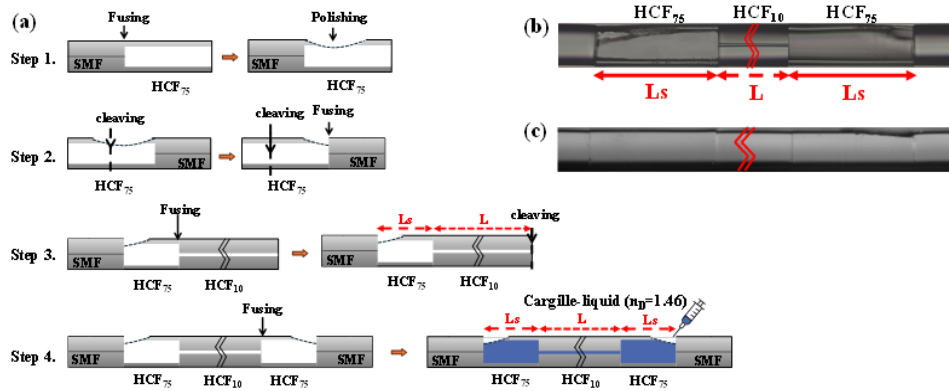 (a)
Fusing
Polishing
Step 1.
SMF
HCF75
HCF75
cleaving
cleaving
Fusing
Step 2.
SMF
SMF
HCF75
HCF75
Fusing
Ls
L
cleaving
Step 3.
SMF
SMF
HCF75
HCF10
HCF75
HCF10
Fusing
Cargille-liquid (nD=1.46)
Ls
L
Ls
Step 4.
SMF
SMF
SMF
SMF
HCF75
HCF10
HCF75
HCF75
HCF10
HCF75
(b)
HCF75
HCF10
HCF75
Ls
L
Ls
(c)